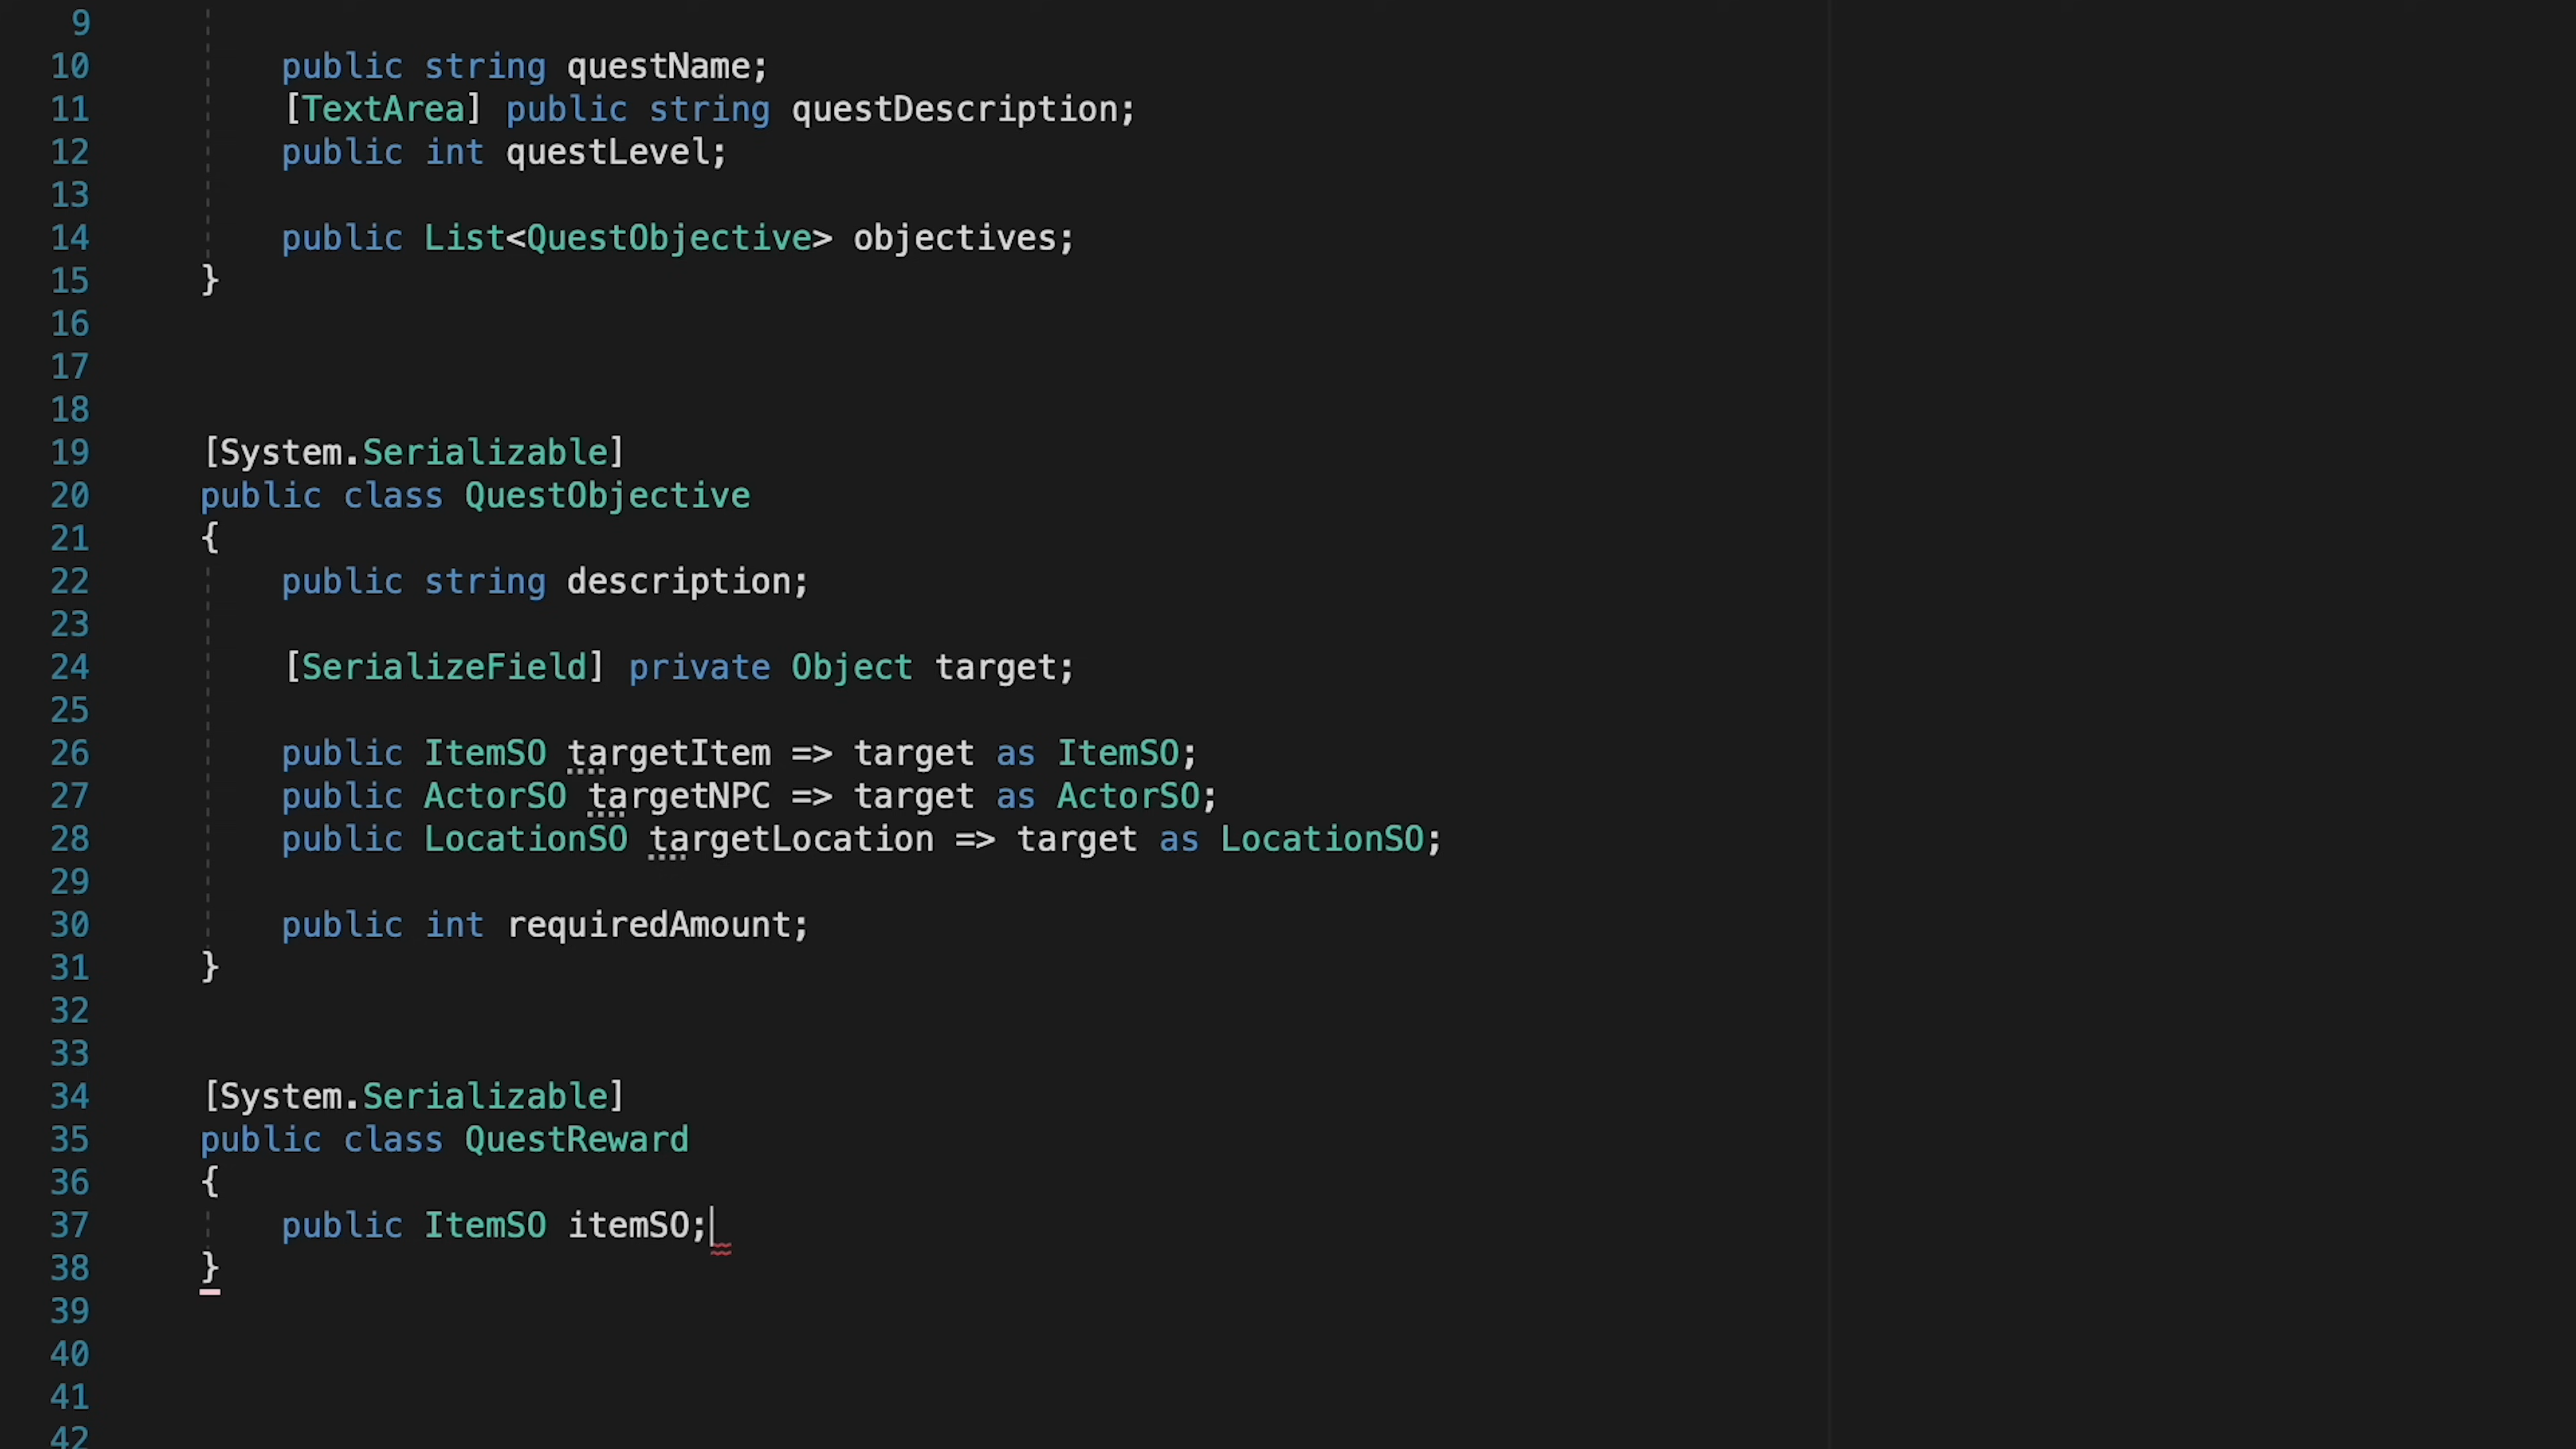 9
10 public string questName;
11 [TextArea] public string questDescription;
12 public int questLevel;
13
14 public List<QuestObjective> objectives;
15 }
16
17
18
19 [System.Serializable]
20 public class QuestObjective
21 {
22 public string description;
23
24 [SerializeField] private Object target;
25
26 public ItemSO targetItem => target as ItemSO;
27 public ActorSO targetNPC => target as ActorSO;
28 public LocationSO targetLocation => target as LocationSO;
29
30 public int requiredAmount;
31 }
32
33
34 [System.Serializable]
35 public class QuestReward
36 {
37 public ItemSO itemSO;
38 }
39
40
41
42